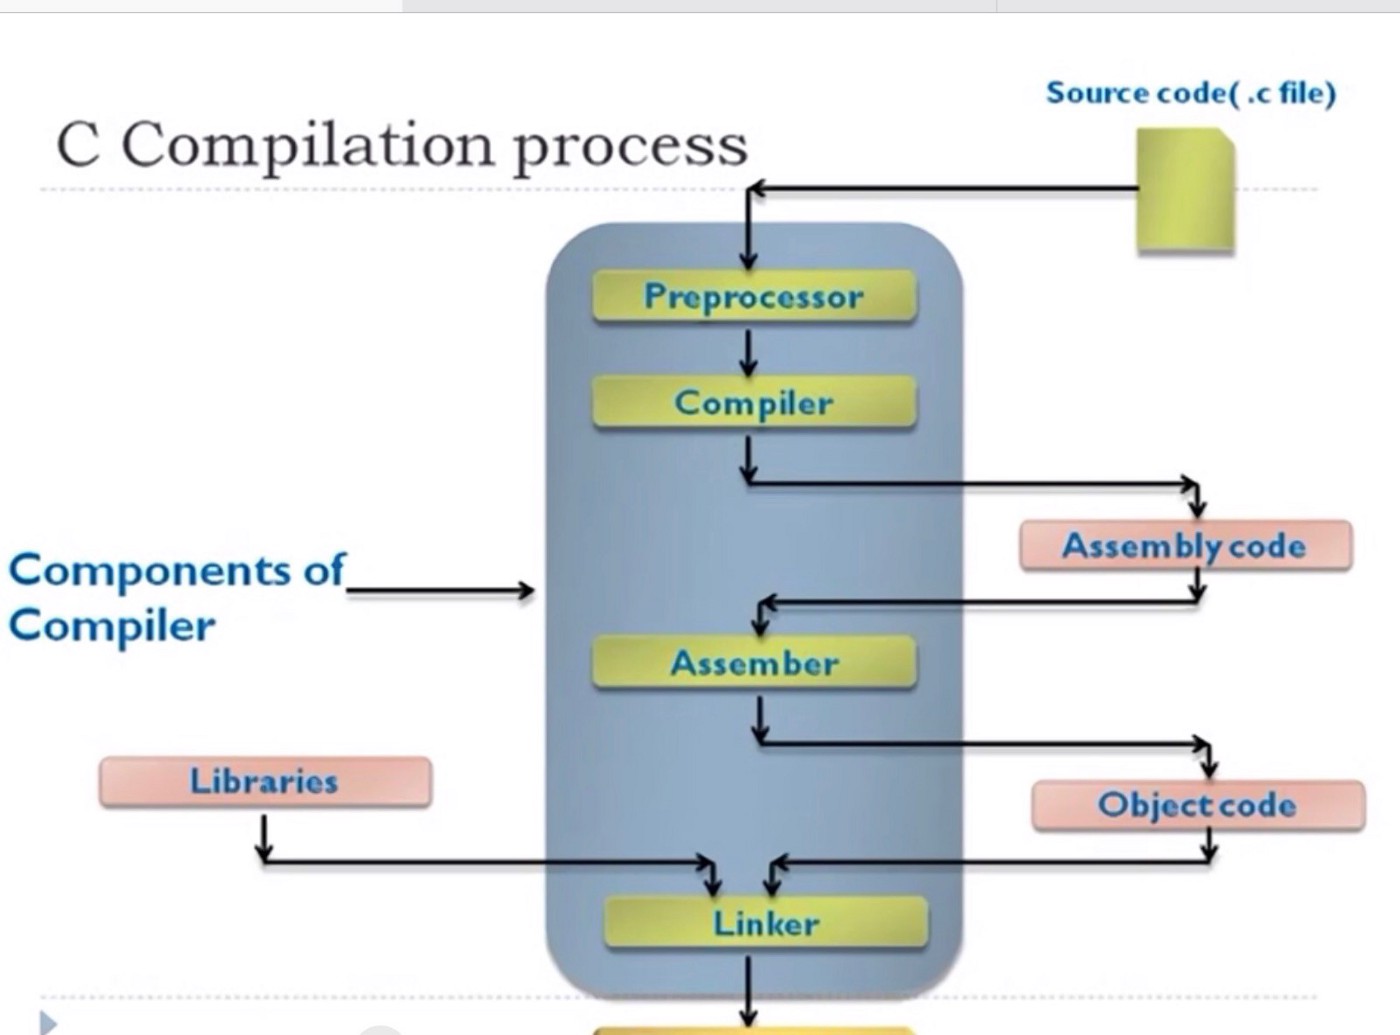 Source code( .c file)
C Compilation process
Preprocessor
Compiler
Assembly code
Components of
Compiler
Assember
Libraries
Object code
Linker